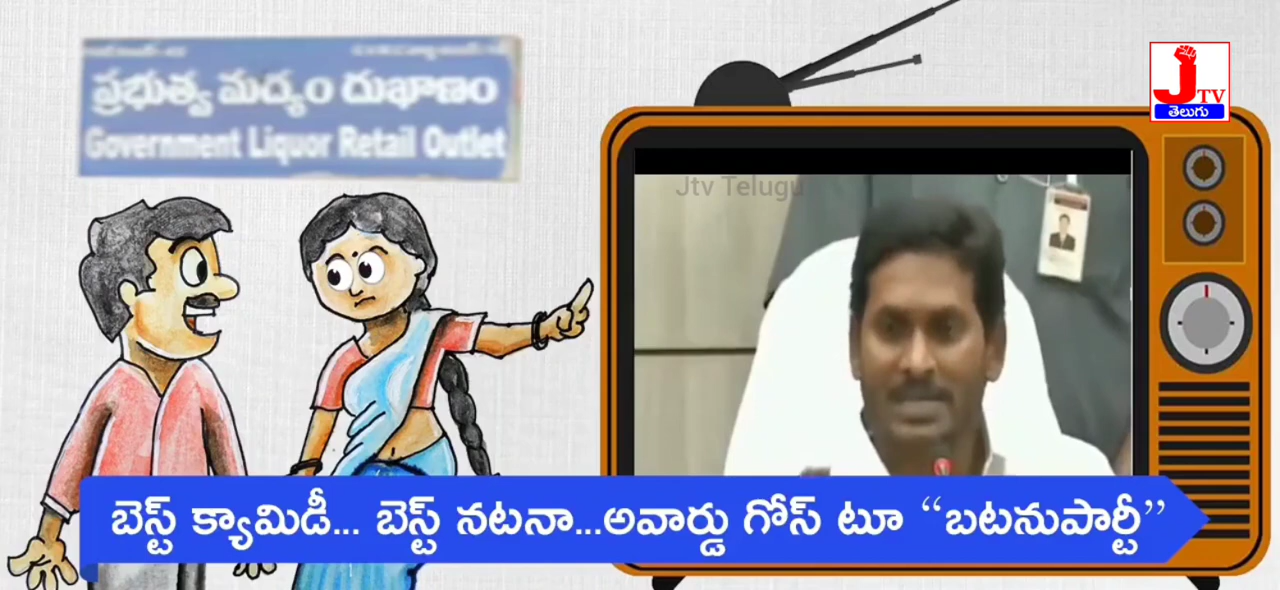 ప్రభుత్వ మద్యం దుఖాణం
Government Liquor Retail Outlet
JTV
తెలుగు
Jtv Telugu
బెస్ట్ క్యామిడీ... బెస్ట్ నటనా...అవార్డు గోస్ టూ “బటనుపార్టీ”